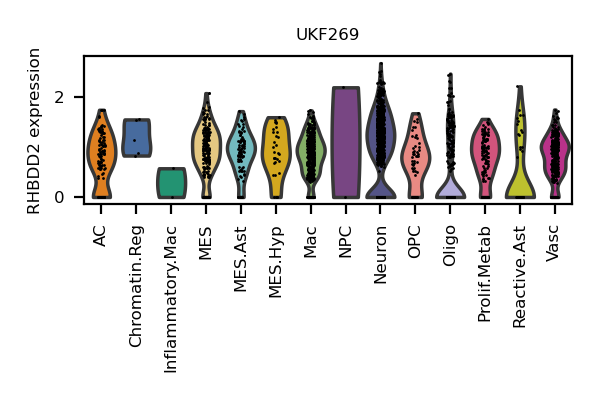 UKF269
RHBDD2 expression
2
0
AC
Chromatin.Reg
Inflammatory.Mac
MES
MES.Ast
MES.Hyp
Mac
NPC
Neuron
OPC
Oligo
Prolif.Metab
Reactive.Ast
Vasc